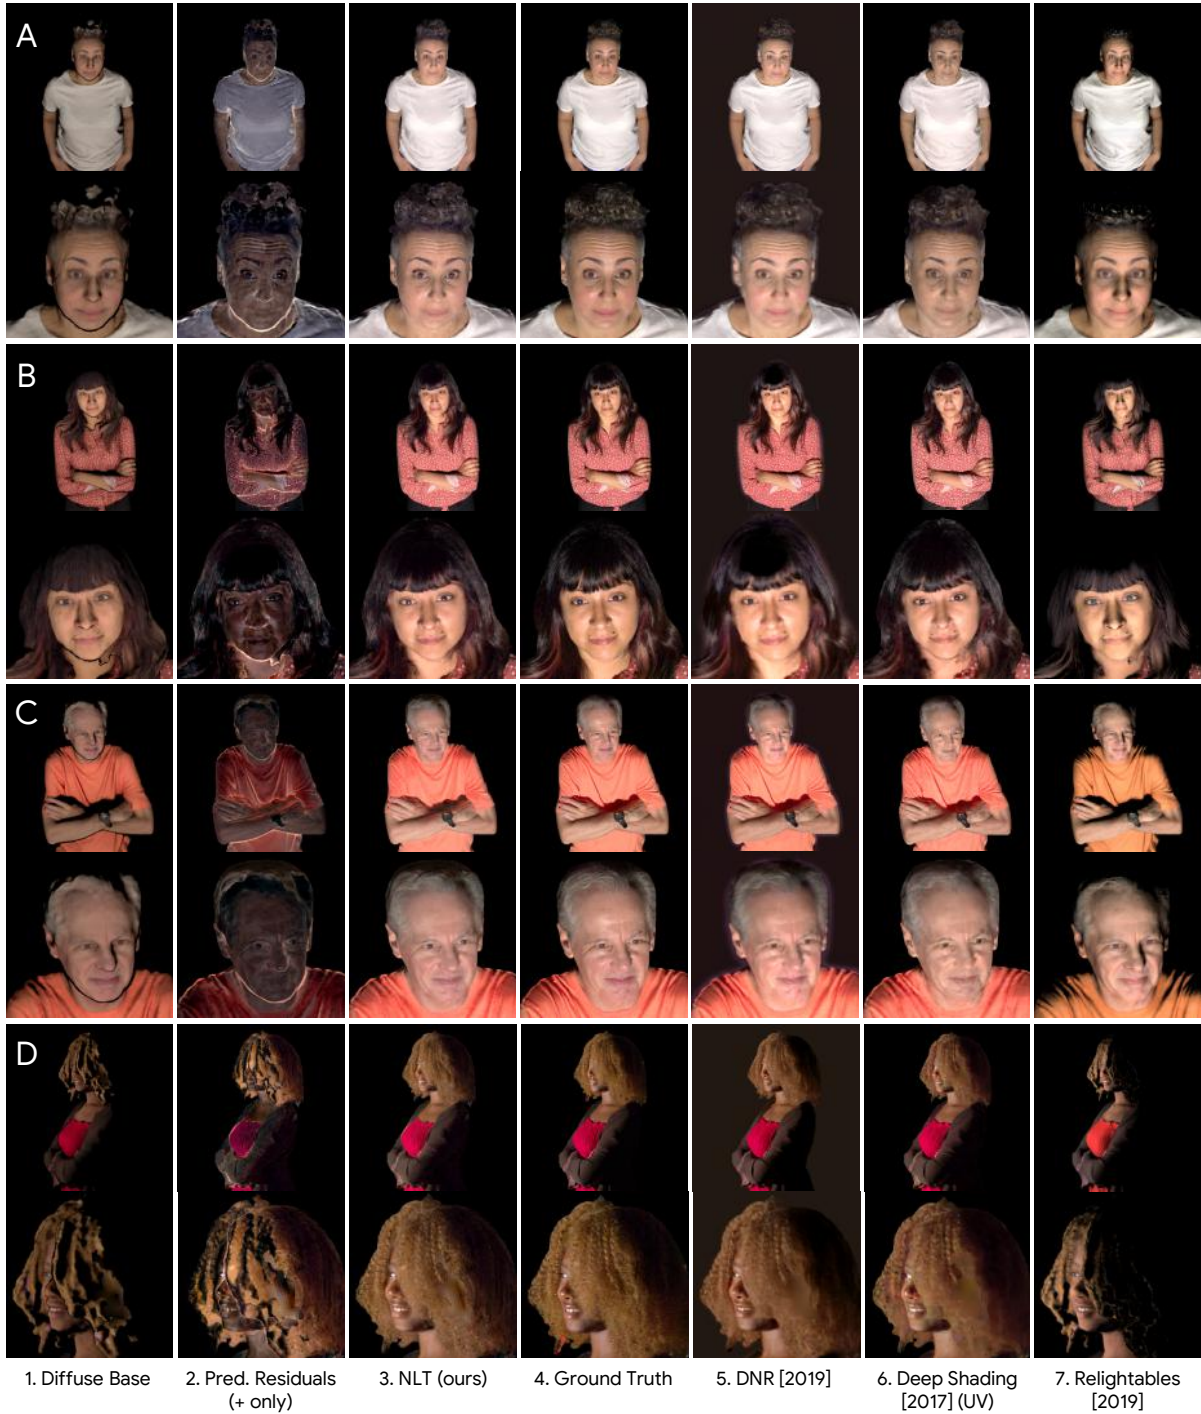 A
B
C
D
1. Diffuse Base
2. Pred. Residuals
(+ only)
3. NLT (ours)
4. Ground Truth
5. DNR [2019]
6. Deep Shading
[2017] (UV)
7. Relightables
[2019]